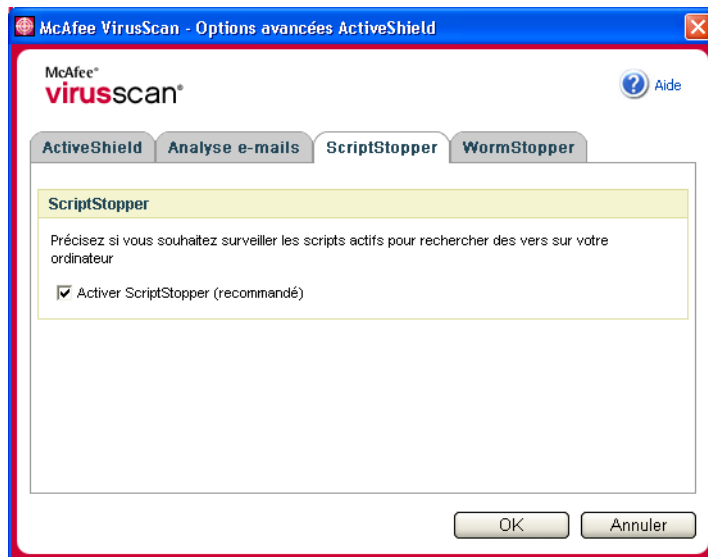 McAfee VirusScan - Options avancées ActiveShield
McAfee®
virusscan®
Aide
ActiveShield
Analyse e-mails
ScriptStopper
WormStopper
ScriptStopper
Précisez si vous souhaitez surveiller les scripts actifs pour rechercher des vers sur votre
ordinateur
Activer ScriptStopper (recommandé)
OK
Annuler